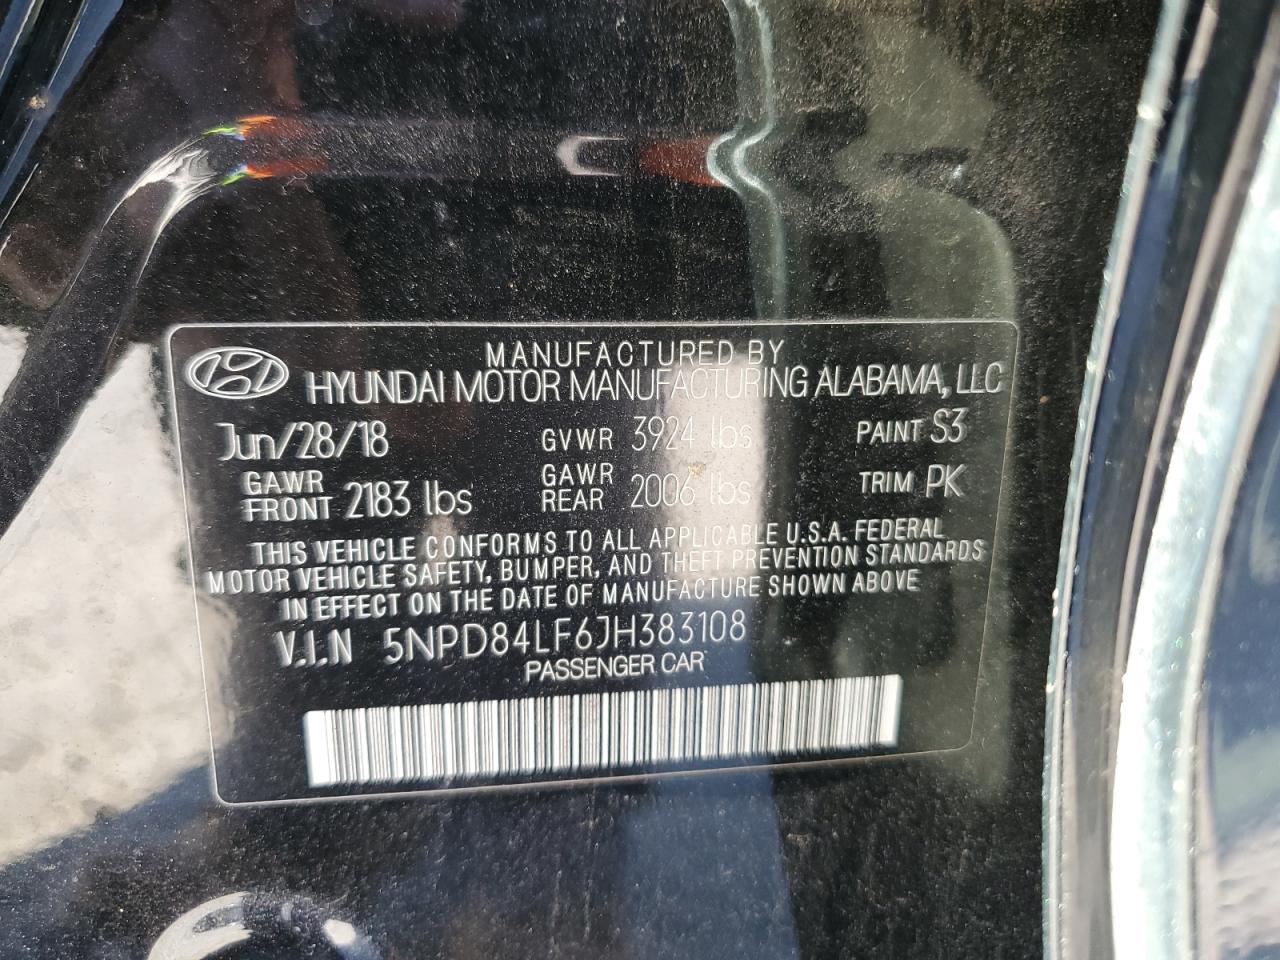 MANUFACTURED BY
HYUNDAI MOTOR MANUFACTURING ALABAMA, LLC
Jun/28/18 GVWR 3924 lbs PAINT S3
GAWR FRONT 2183 lbs GAWR REAR 2006 lbs TRIM PK
THIS VEHICLE CONFORMS TO ALL APPLICABLE U.S.A. FEDERAL
MOTOR VEHICLE SAFETY, BUMPER, AND THEFT PREVENTION STANDARDS
IN EFFECT ON THE DATE OF MANUFACTURE SHOWN ABOVE
V.I.N 5NPD84LF6JH383108
PASSENGER CAR